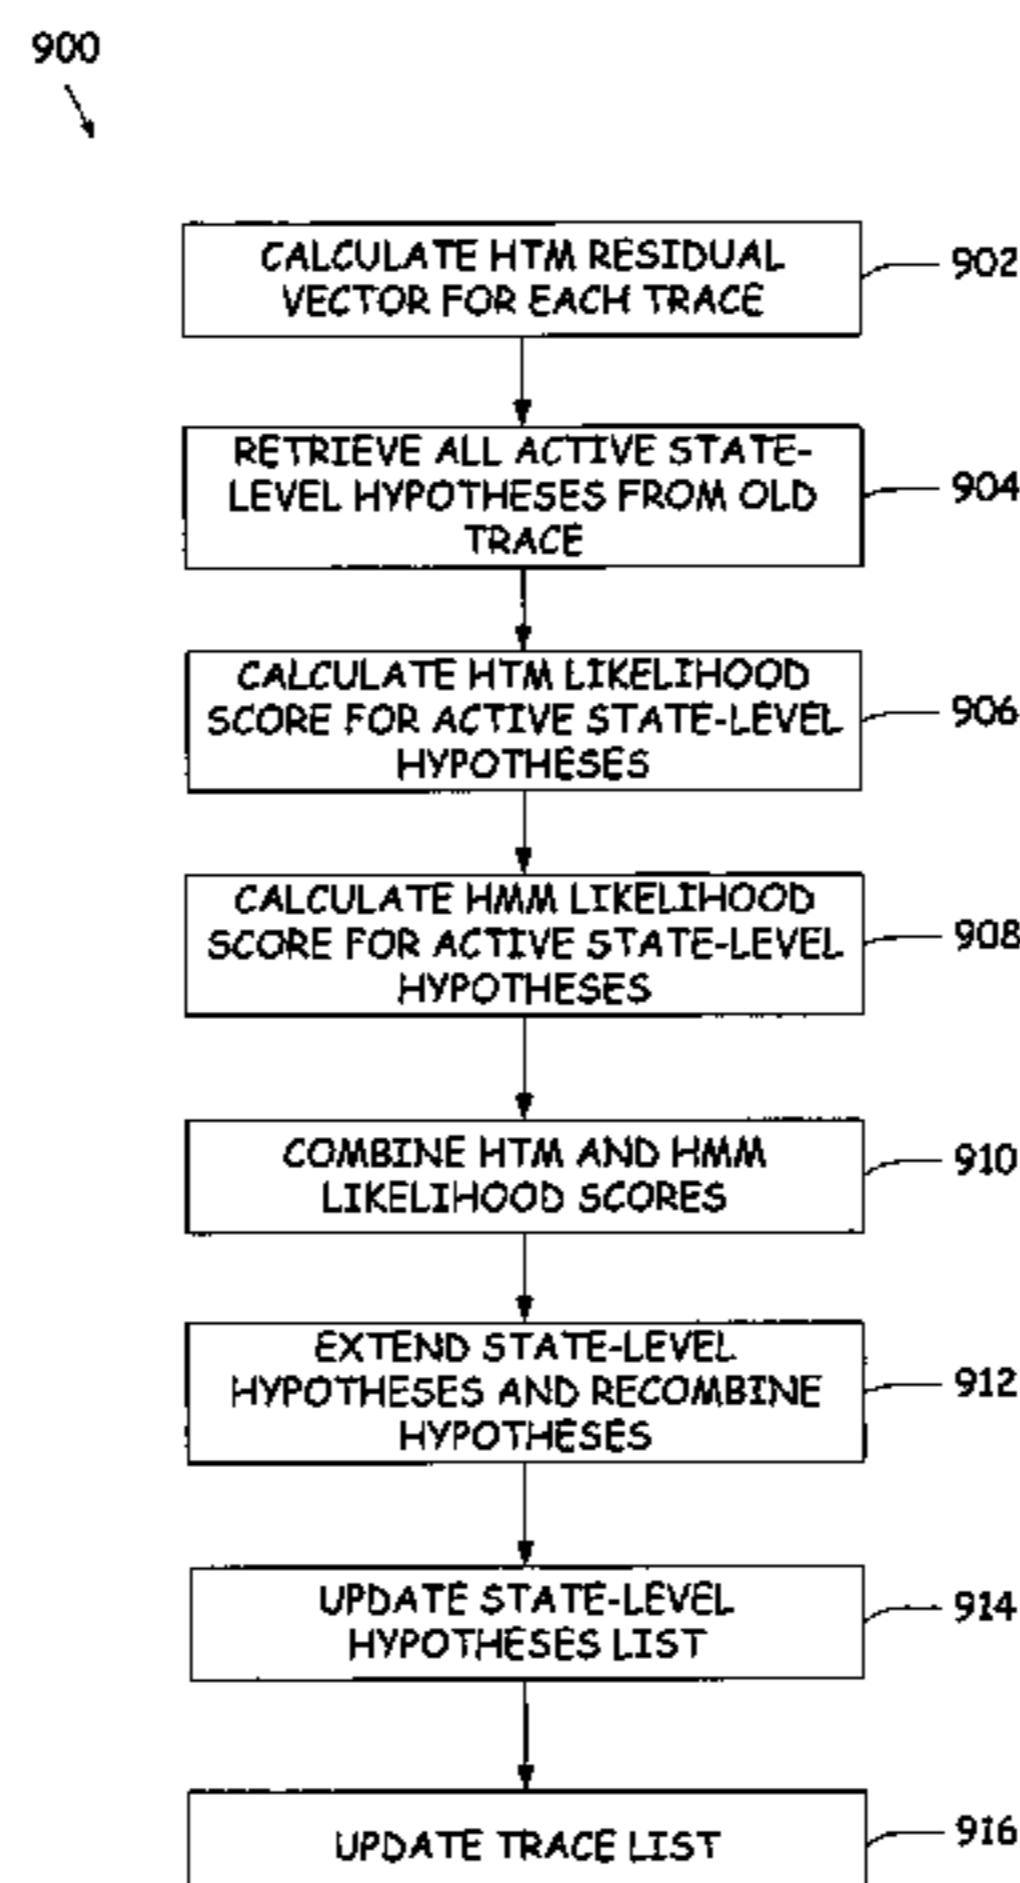 900
CALCULATE HTM RESIDUAL
VECTOR FOR EACH TRACE
902
RETRIEVE ALL ACTIVE STATE-
LEVEL HYPOTHESES FROM OLD
TRACE
904
CALCULATE HTM LIKELIHOOD
SCORE FOR ACTIVE STATE-LEVEL
HYPOTHESES
906
CALCULATE HMM LIKELIHOOD
SCORE FOR ACTIVE STATE-LEVEL
HYPOTHESES
908
COMBINE HTM AND HMM
LIKELIHOOD SCORES
910
EXTEND STATE-LEVEL
HYPOTHESES AND RECOMBINE
HYPOTHESES
912
UPDATE STATE-LEVEL
HYPOTHESES LIST
914
UPDATE TRACE LIST
916